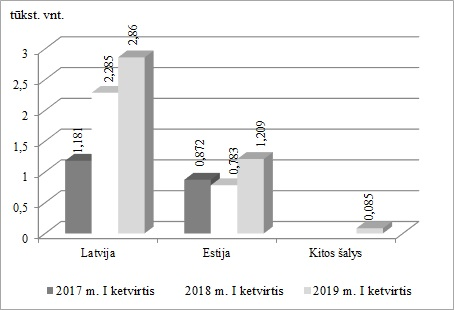 tūkst. vnt.
3
2,5
2
1,5
1
0,5
0
1,181
2,285
2,86
0,872
0,783
1,209
0,085
Latvija
Estija
Kitos šalys
2017 m. I ketvirtis
2018 m. I ketvirtis
2019 m. I ketvirtis